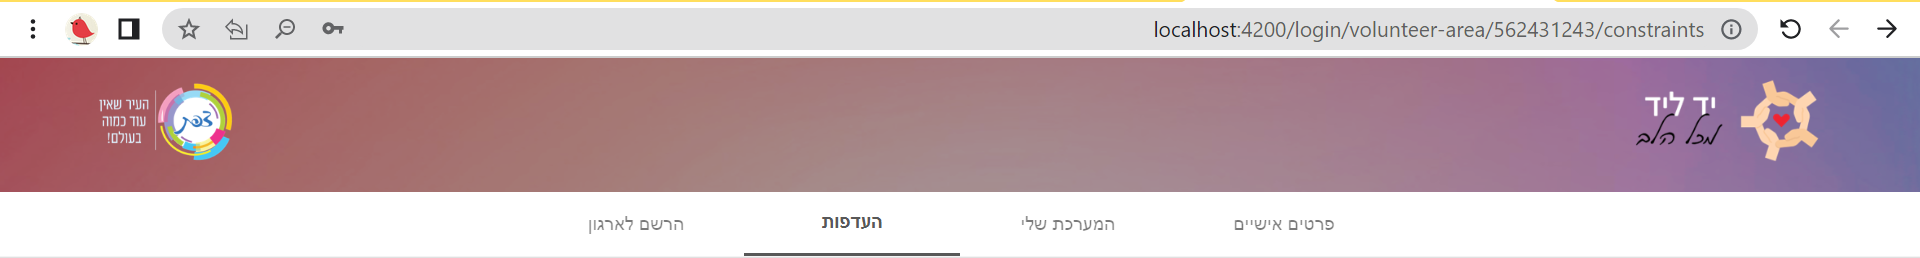 localhost:4200/login/volunteer-area/562431243/constraints
יד ליד
מכל הלב
צפת
העיר שאין
עוד כמוה
בעולם!
פרטים אישיים
המערכת שלי
העדפות
הרשם לארגון